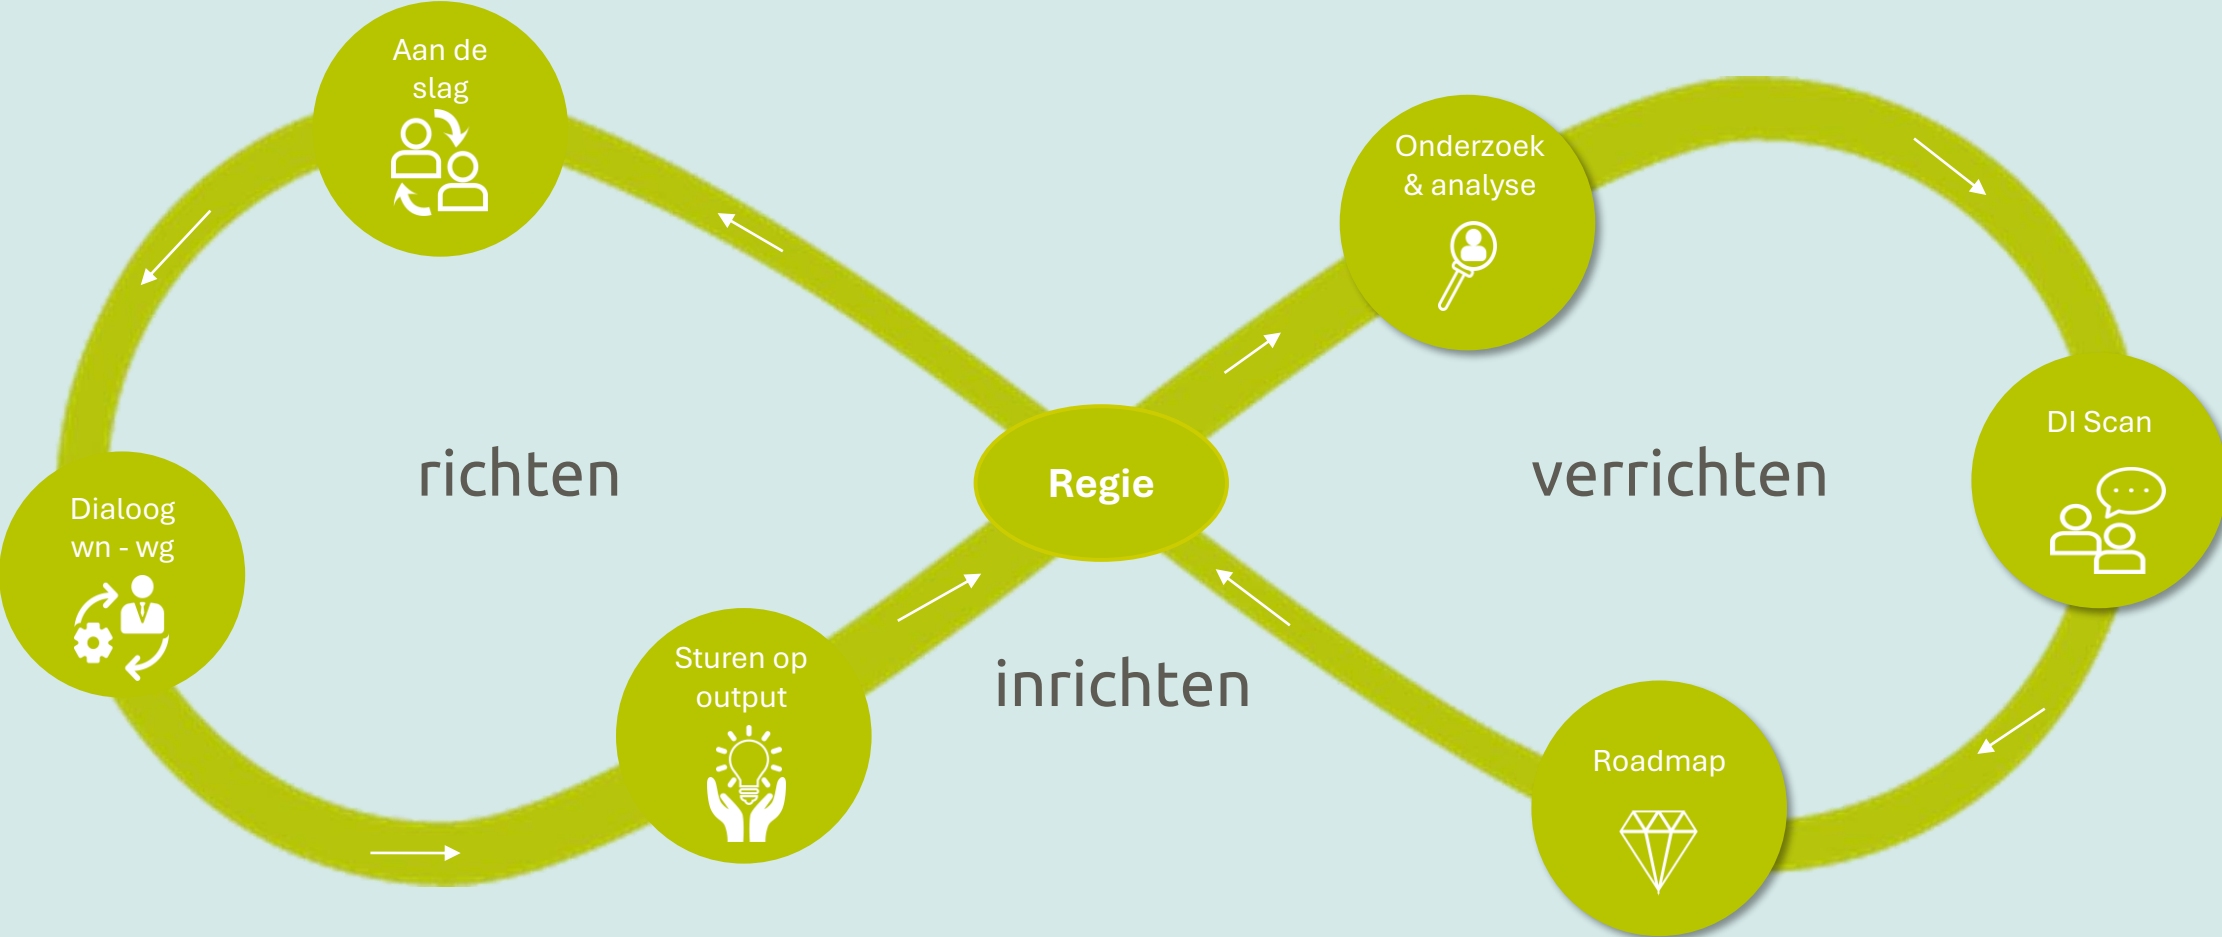 Aan de
slag
Onderzoek
& analyse
DI Scan
richten
Regie
verrichten
Dialoog
wn - wg
Sturen op
output
inrichten
Roadmap